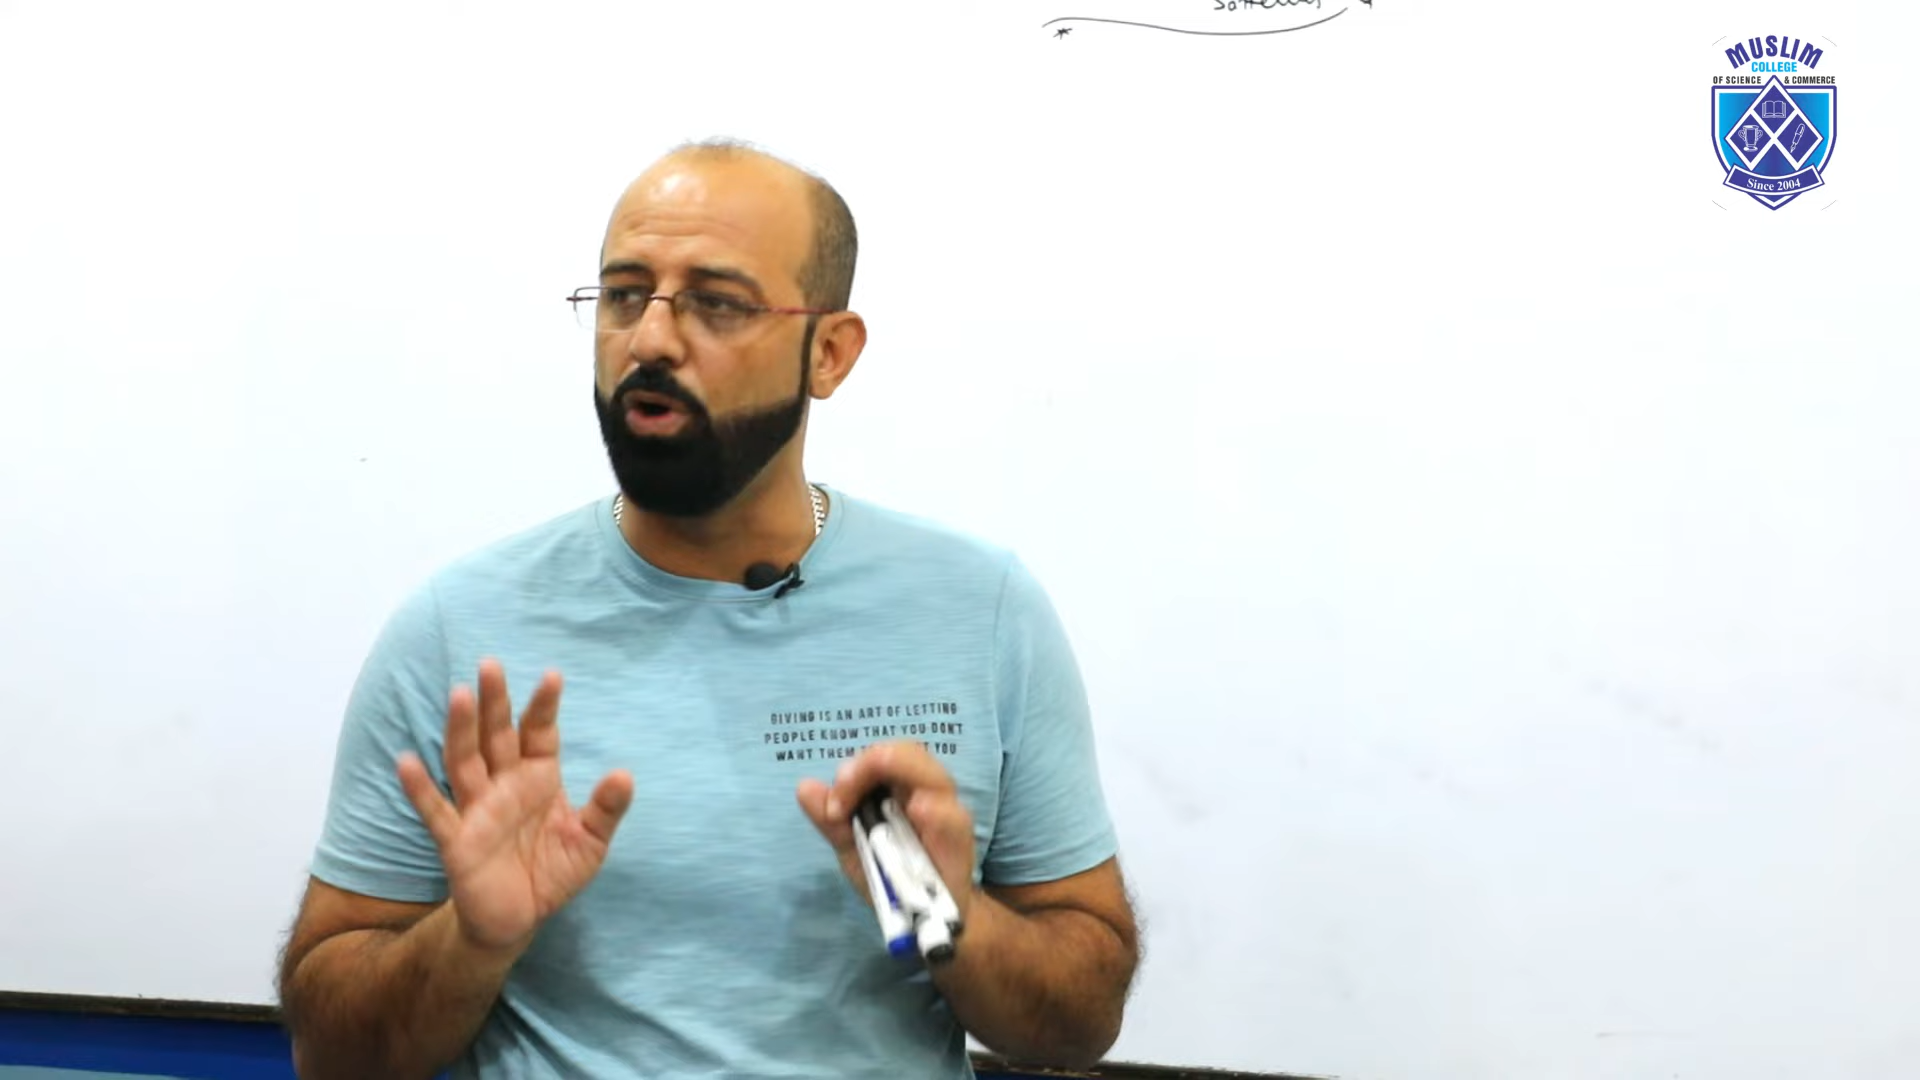 MUSLIM
COLLEGE
OF SCIENCE & COMMERCE
Since 2004
GIVING IS AN ART OF LETTING
PEOPLE KNOW THAT YOU DON'T
WANT THEM YOU